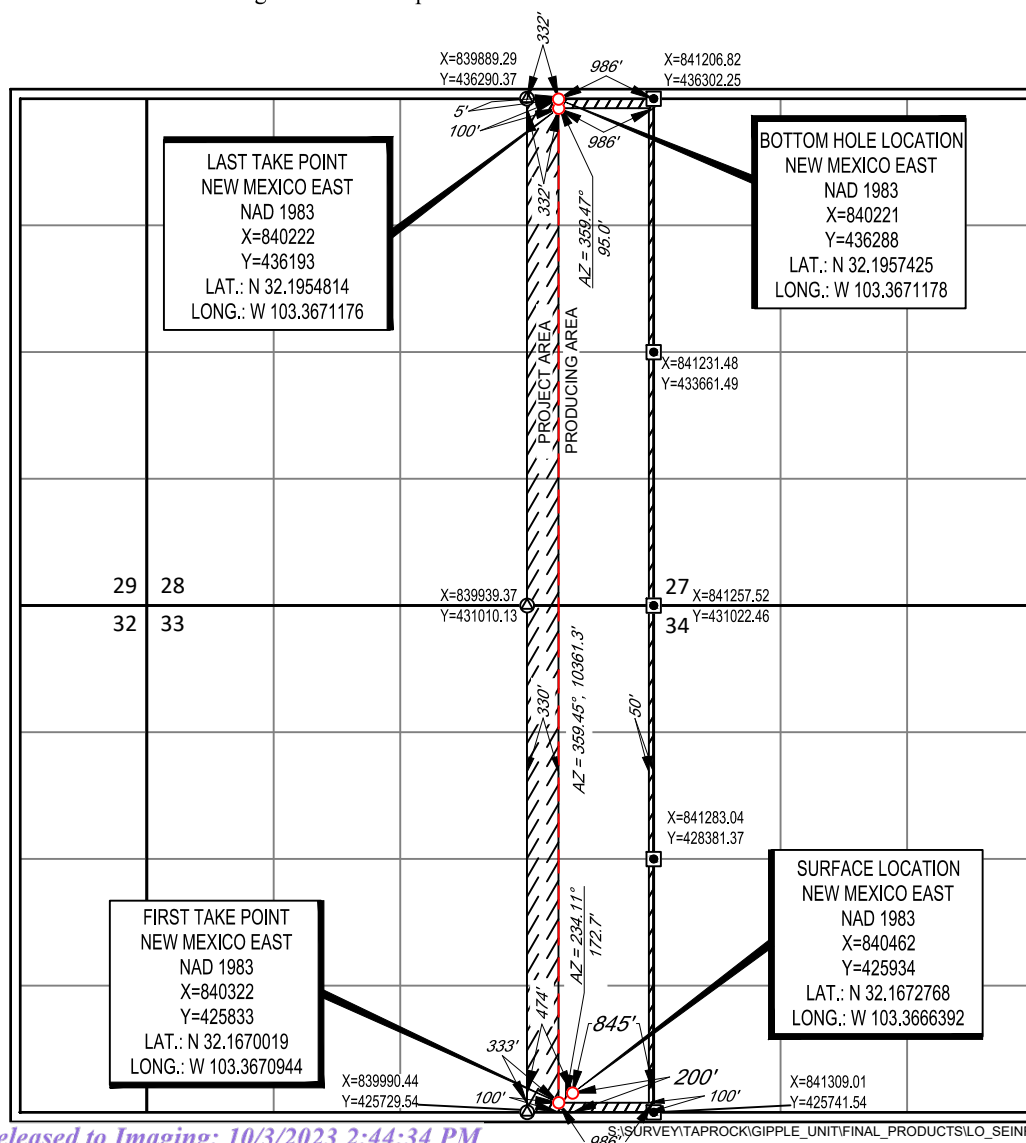 332'
X=839889.29
Y=436290.37
986'
X=841206.82
Y=436302.25
5'
100'
986'
332'
LAST TAKE POINT
NEW MEXICO EAST
NAD 1983
X=840222
Y=436193
LAT.: N 32.1954814
LONG.: W 103.3671176
BOTTOM HOLE LOCATION
NEW MEXICO EAST
NAD 1983
X=840221
Y=436288
LAT.: N 32.1957425
LONG.: W 103.3671178
AZ = 359.47°
95.0'
PROJECT AREA
PRODUCING AREA
X=841231.48
Y=433661.49
29 28
32 33
X=839939.37
Y=431010.13
27
34
X=841257.52
Y=431022.46
330'
AZ = 359.45°, 10361.3'
50'
X=841283.04
Y=428381.37
FIRST TAKE POINT
NEW MEXICO EAST
NAD 1983
X=840322
Y=425833
LAT.: N 32.1670019
LONG.: W 103.3670944
SURFACE LOCATION
NEW MEXICO EAST
NAD 1983
X=840462
Y=425934
LAT.: N 32.1672768
LONG.: W 103.3666392
AZ = 234.11°
172.7'
474'
845'
333'
200'
X=839990.44
Y=425729.54
100'
100'
X=841309.01
Y=425741.54
986'
eleased to Imaging: 10/3/2023 2:44:34 PM
S:\SURVEY\TAPROCK\GIPPLE_UNIT\FINAL_PRODUCTS\LO_SEIN